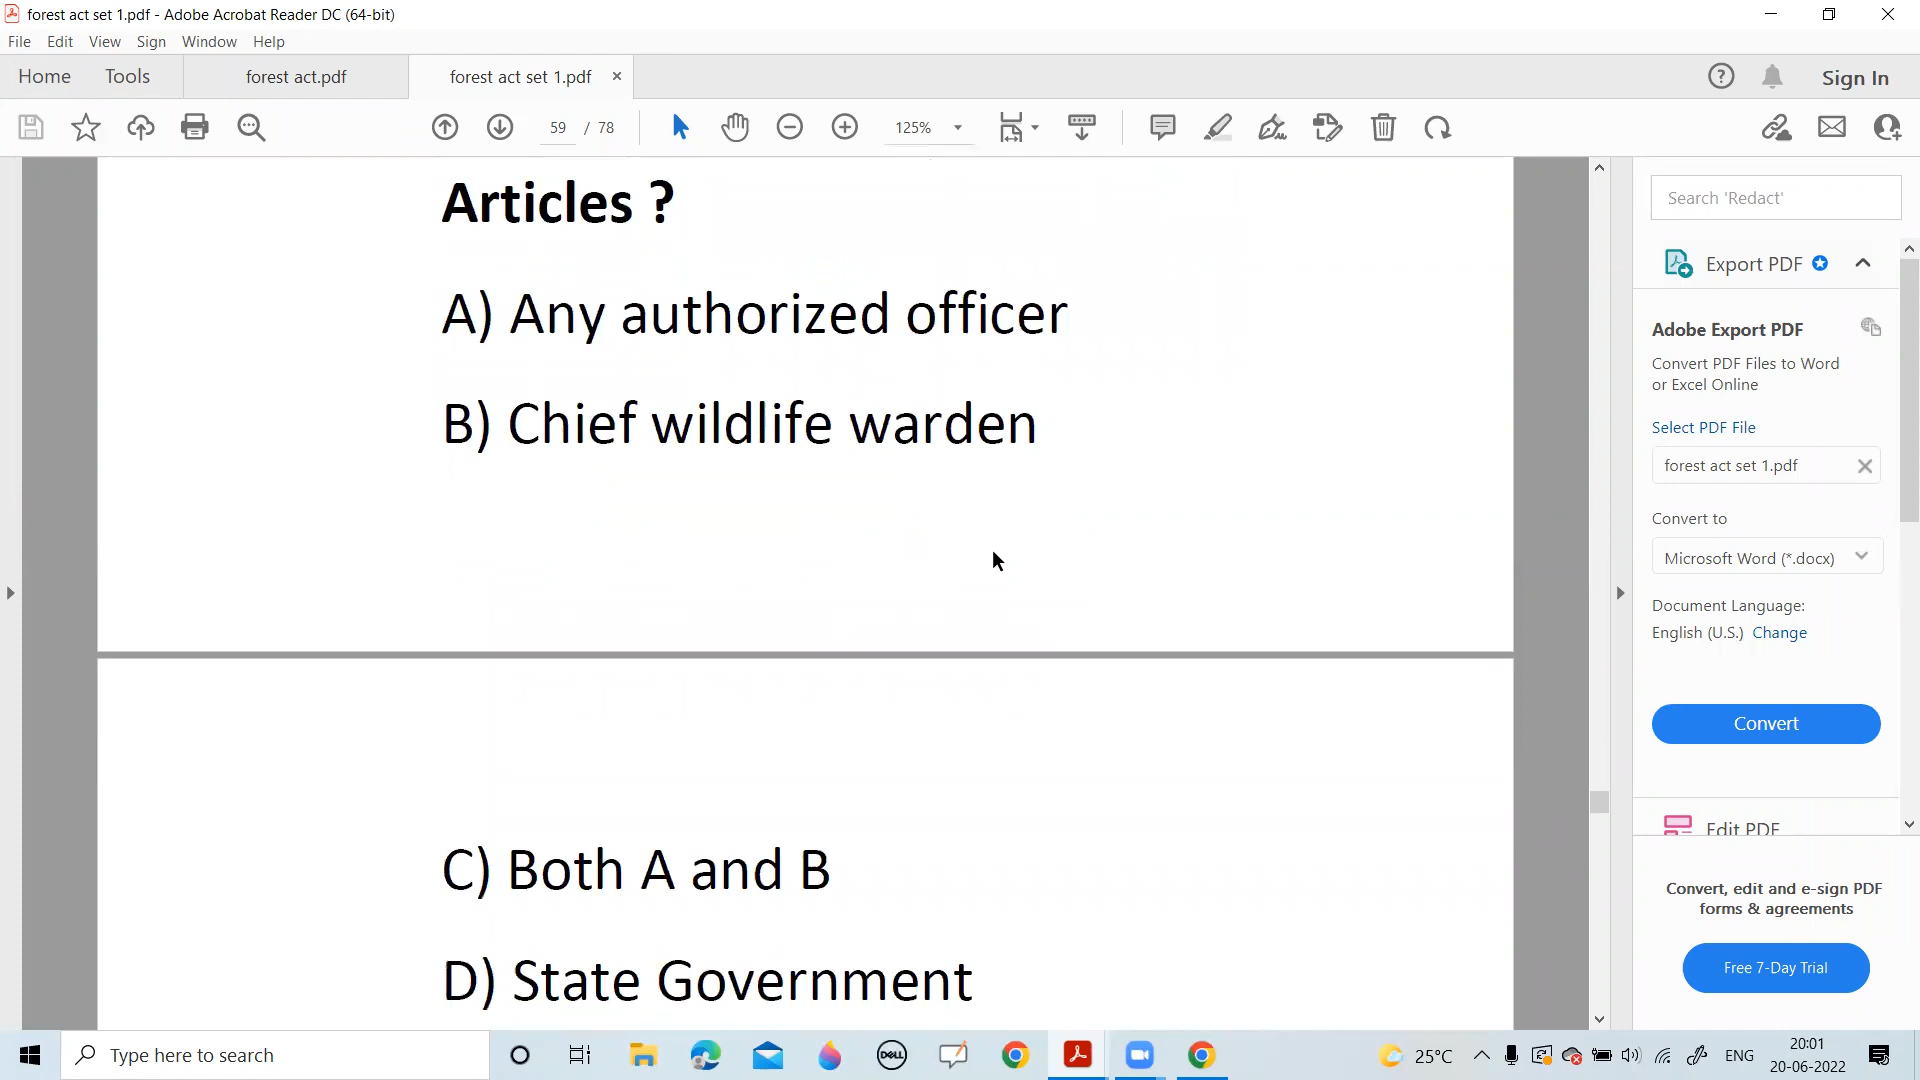 forest act set 1.pdf - Adobe Acrobat Reader DC (64-bit)
File Edit View Sign Window Help
Home Tools forest act.pdf forest act set 1.pdf × Sign In
59 / 78 125%
Articles ?
A) Any authorized officer
B) Chief wildlife warden
C) Both A and B
D) State Government
Search 'Redact'
Export PDF
Adobe Export PDF
Convert PDF Files to Word
or Excel Online
Select PDF File
forest act set 1.pdf
Convert to
Microsoft Word (*.docx)
Document Language:
English (U.S.) Change
Convert
Edit PDF
Convert, edit and e-sign PDF
forms & agreements
Free 7-Day Trial
Type here to search
DELL
25°C
ENG
20:01
20-06-2022